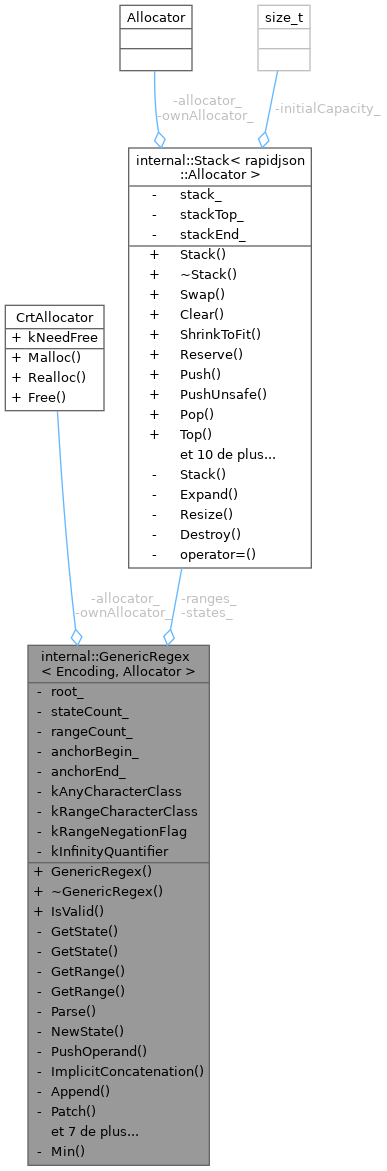 Allocator
size_t
-allocator_
-ownAllocator_
-initialCapacity_
internal::Stack< rapidjson
::Allocator >
- stack_
- stackTop_
- stackEnd_
+ Stack()
+ ~Stack()
+ Swap()
+ Clear()
+ ShrinkToFit()
+ Reserve()
+ Push()
+ PushUnsafe()
+ Pop()
+ Top()
et 10 de plus...
- Stack()
- Expand()
- Resize()
- Destroy()
- operator=()
CrtAllocator
+ kNeedFree
+ Malloc()
+ Realloc()
+ Free()
-allocator_
-ownAllocator_
-ranges_
-states_
internal::GenericRegex
< Encoding, Allocator >
- root_
- stateCount_
- rangeCount_
- anchorBegin_
- anchorEnd_
- kAnyCharacterClass
- kRangeCharacterClass
- kRangeNegationFlag
- kInfinityQuantifier
+ GenericRegex()
+ ~GenericRegex()
+ IsValid()
- GetState()
- GetState()
- GetRange()
- GetRange()
- Parse()
- NewState()
- PushOperand()
- ImplicitConcatenation()
- Append()
- Patch()
et 7 de plus...
- Min()